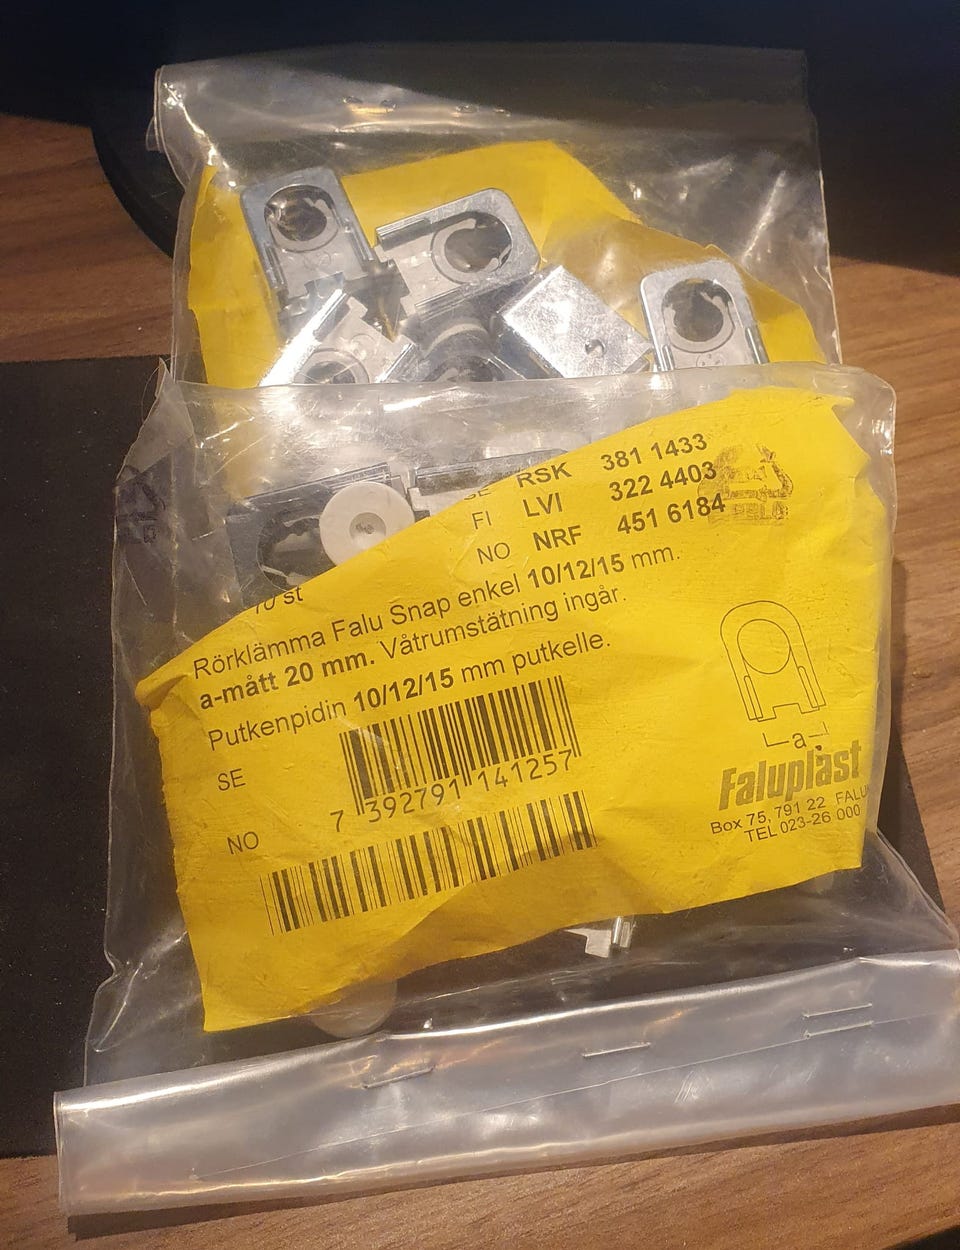 SE RSK 381 1433
FI LVI 322 4403
NO NRF 451 6184
10 st
Rörklämma Falu Snap enkel 10/12/15 mm.
a-mått 20 mm. Våtrumstätning ingår.
Putkenpidin 10/12/15 mm putkelle.
SE
7 392791 141257
NO
a
Faluplast
Box 75, 791 22 FALU
TEL 023-26 000